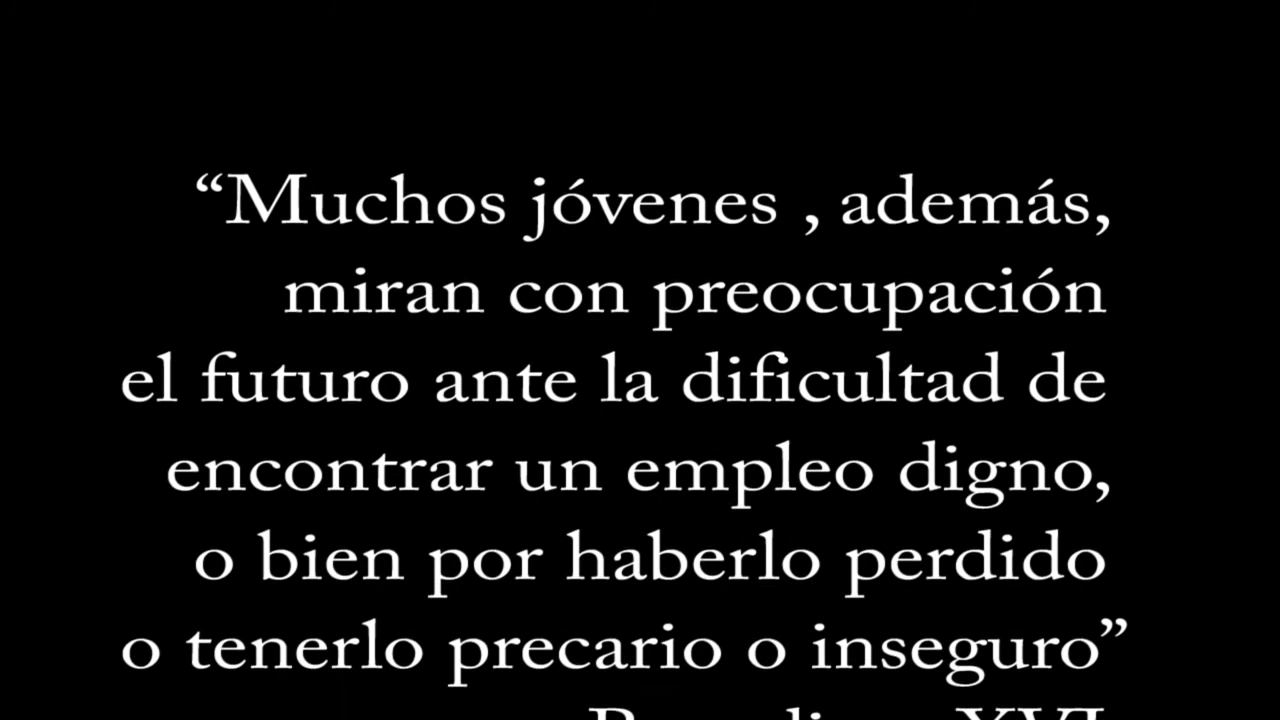 “Muchos jóvenes , además,
miran con preocupación
el futuro ante la dificultad de
encontrar un empleo digno,
o bien por haberlo perdido
o tenerlo precario o inseguro”
XVI